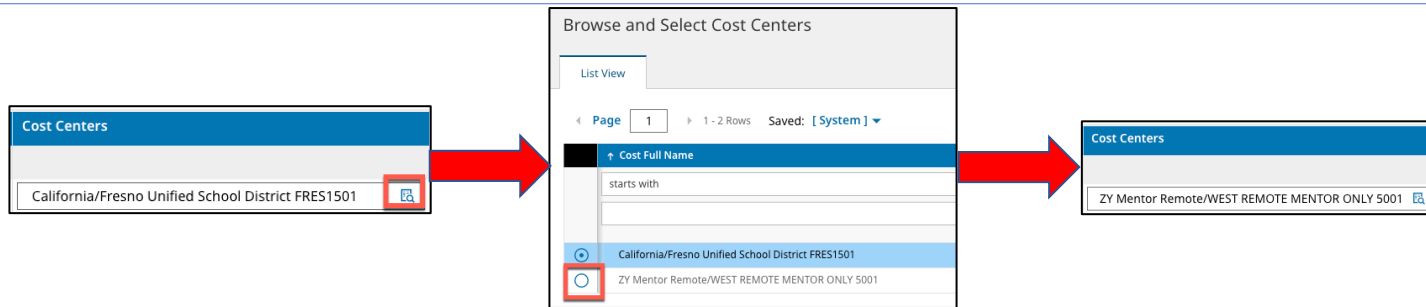 Cost Centers
California/Fresno Unified School District FRES1501
Browse and Select Cost Centers
List View
Page 1 1 - 2 Rows Saved: [ System ]
↑ Cost Full Name
starts with
California/Fresno Unified School District FRES1501
ZY Mentor Remote/WEST REMOTE MENTOR ONLY 5001
Cost Centers
ZY Mentor Remote/WEST REMOTE MENTOR ONLY 5001